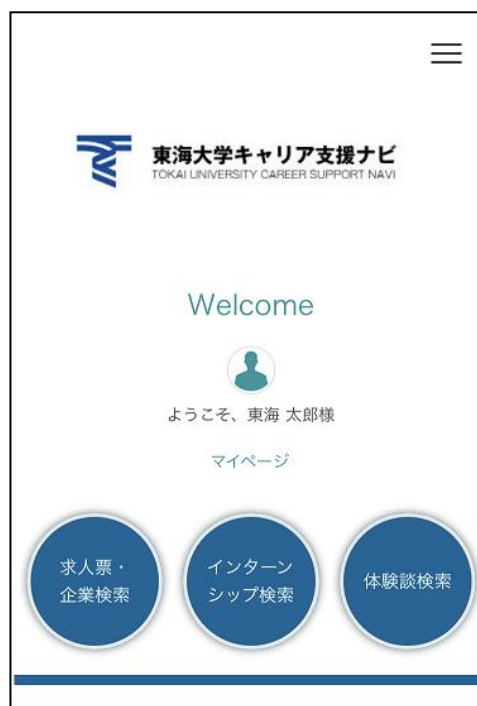 東海大学キャリア支援ナビ
TOKAI UNIVERSITY CAREER SUPPORT NAVI
Welcome
ようこそ、東海 太郎様
マイページ
求人票・
企業検索
インターン
シップ検索
体験談検索